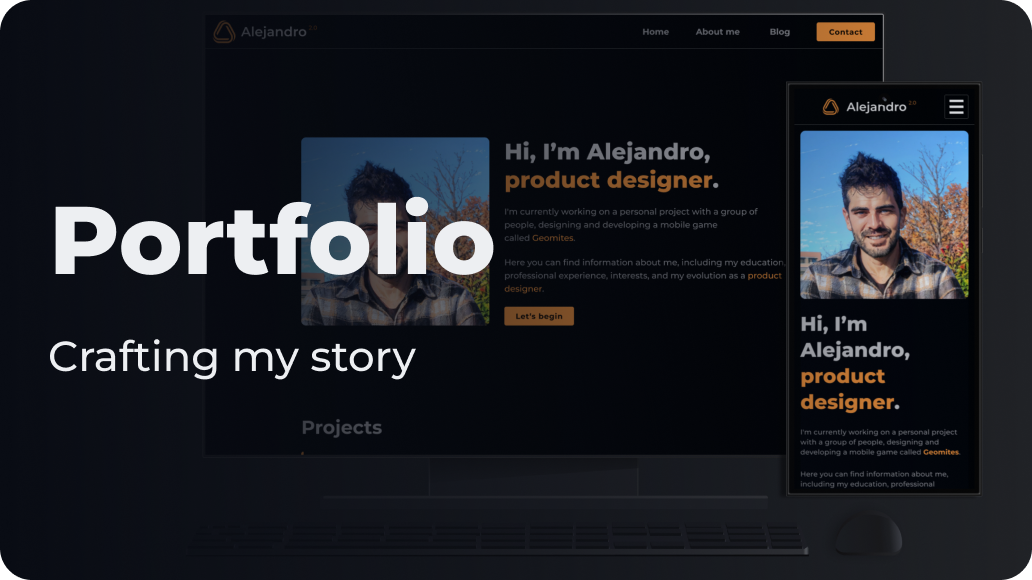 Alejandro 2.0
Home About me Blog Contact
Hi, I'm Alejandro,
product designer.
I'm currently working on a personal project with a group of
people, designing and developing a mobile game
called Geomites.
Here you can find information about me, including my education,
professional experience, interests, and my evolution as a product
designer.
Let's begin
Projects
Portfolio
Crafting my story
Alejandro 2.0
Hi, I'm
Alejandro,
product
designer.
I'm currently working on a personal project
with a group of people, designing and
developing a mobile game called Geomites.
Here you can find information about me,
including my education, professional